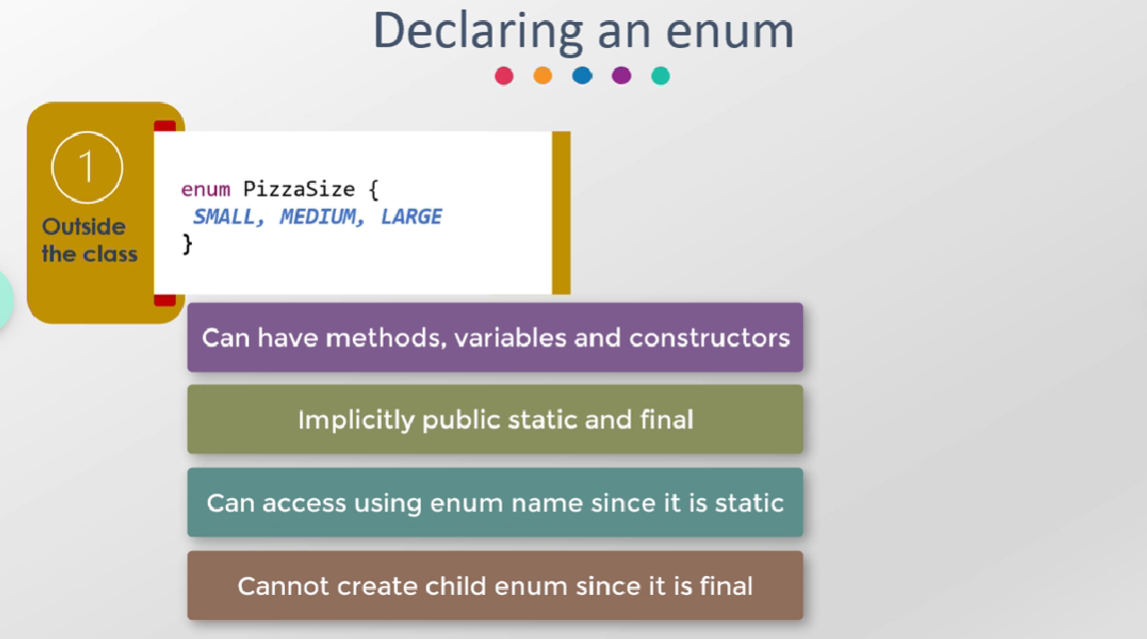 Declaring an enum
1
Outside
the class
enum PizzaSize {
SMALL, MEDIUM, LARGE
}
Can have methods, variables and constructors
Implicitly public static and final
Can access using enum name since it is static
Cannot create child enum since it is final